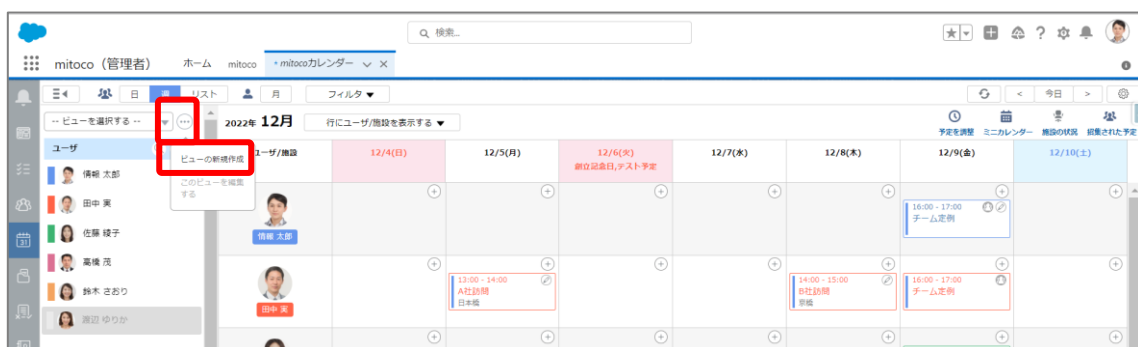 検索...
mitoco（管理者）
ホーム
mitoco
* mitocoカレンダー
日
週
リスト
月
フィルタ ▼
今日
-- ビューを選択する --
2022年 12月
行にユーザ/施設を表示する ▼
予定を調整
ミニカレンダー
施設の状況
招集された予定
ユーザ
ビューの新規作成
このビューを編集
する
ユーザ/施設
12/4(日)
12/5(月)
12/6(火)
創立記念日,テスト予定
12/7(水)
12/8(木)
12/9(金)
12/10(土)
情報 太郎
田中 実
佐藤 綾子
高橋 茂
鈴木 さおり
渡辺 ゆりか
情報 太郎
16:00 - 17:00
チーム定例
田中 実
13:00 - 14:00
A社訪問
日本橋
14:00 - 15:00
B社訪問
京橋
16:00 - 17:00
チーム定例
31